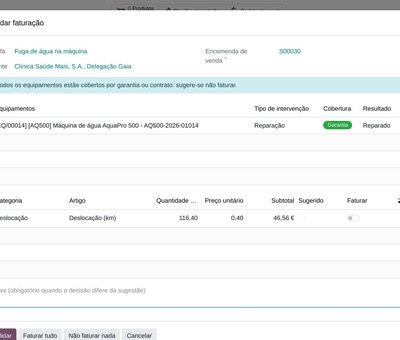 0 Produtos
dar faturação
fa Fuga de água na máquina Encomenda de venda ? S00030
nte Clínica Saúde Mais, S.A., Delegação Gaia
odos os equipamentos estão cobertos por garantia ou contrato: sugere-se não faturar.
quipamentos Tipo de intervenção Cobertura Resultado
EQ/00014] [AQ500] Máquina de água AquaPro 500 - AQ500-2026-01014 Reparação Garantia Reparado
ategoria Artigo Quantidade ... Preço unitário Subtotal Sugerido Faturar
eslocação Deslocação (km) 116,40 0,40 46,56 €
vo (obrigatório quando a decisão difere da sugestão)
lidar Faturar tudo Não faturar nada Cancelar